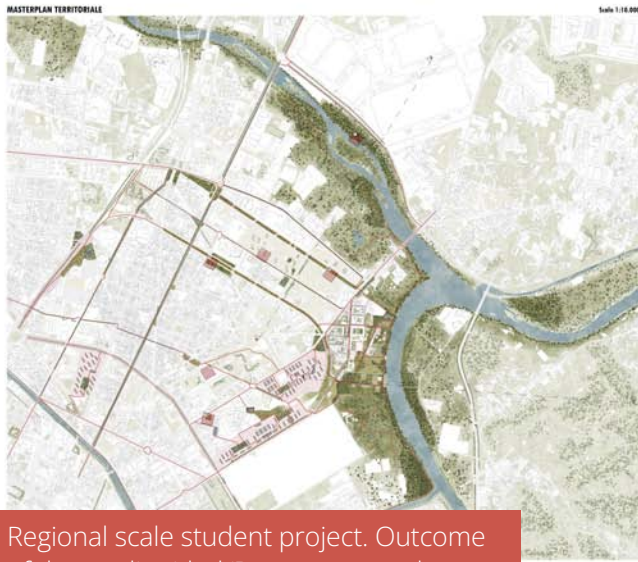 MASTERPLAN TERRITORIALE
Scale 1:10.000
Regional scale student project. Outcome